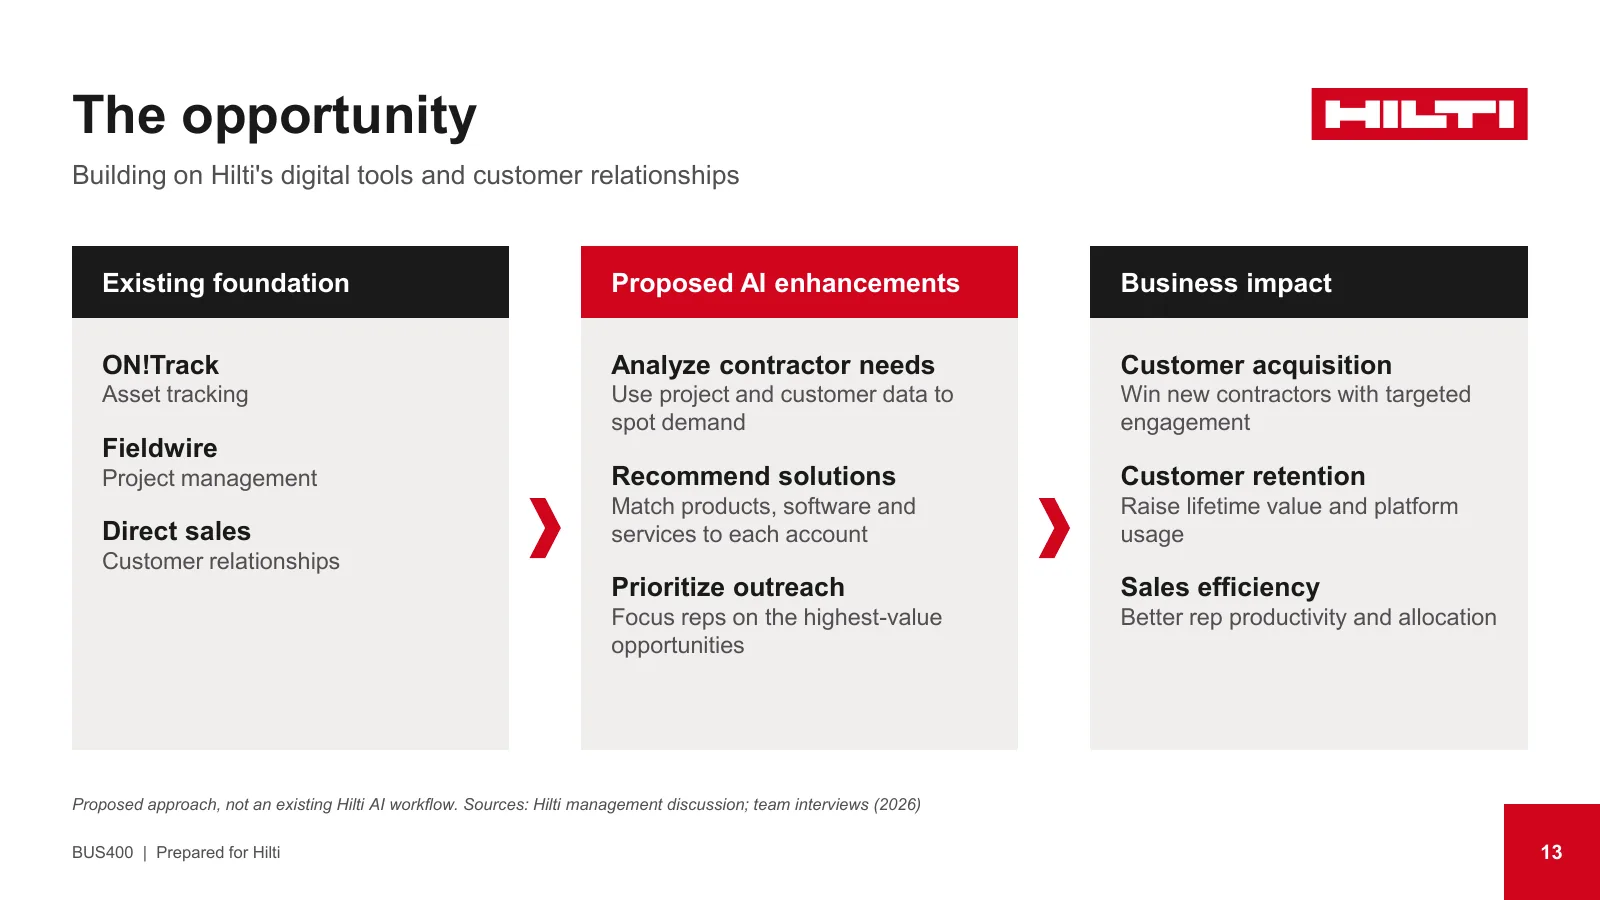 The opportunity
HILTI
Building on Hilti's digital tools and customer relationships
Existing foundation
ON!Track
Asset tracking
Fieldwire
Project management
Direct sales
Customer relationships
Proposed AI enhancements
Analyze contractor needs
Use project and customer data to
spot demand
Recommend solutions
Match products, software and
services to each account
Prioritize outreach
Focus reps on the highest-value
opportunities
Business impact
Customer acquisition
Win new contractors with targeted
engagement
Customer retention
Raise lifetime value and platform
usage
Sales efficiency
Better rep productivity and allocation
Proposed approach, not an existing Hilti AI workflow. Sources: Hilti management discussion; team interviews (2026)
BUS400 | Prepared for Hilti
13